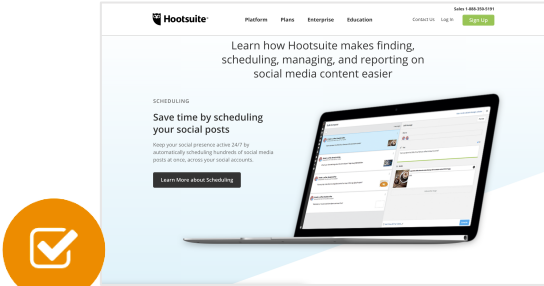 Sales 1-888-350-5191
Hootsuite
Platform Plans Enterprise Education Contact Us Log In Sign Up
Learn how Hootsuite makes finding,
scheduling, managing, and reporting on
social media content easier
SCHEDULING
Save time by scheduling
your social posts
Keep your social presence active 24/7 by
automatically scheduling hundreds of social media
posts at once, across your social accounts.
Learn More about Scheduling